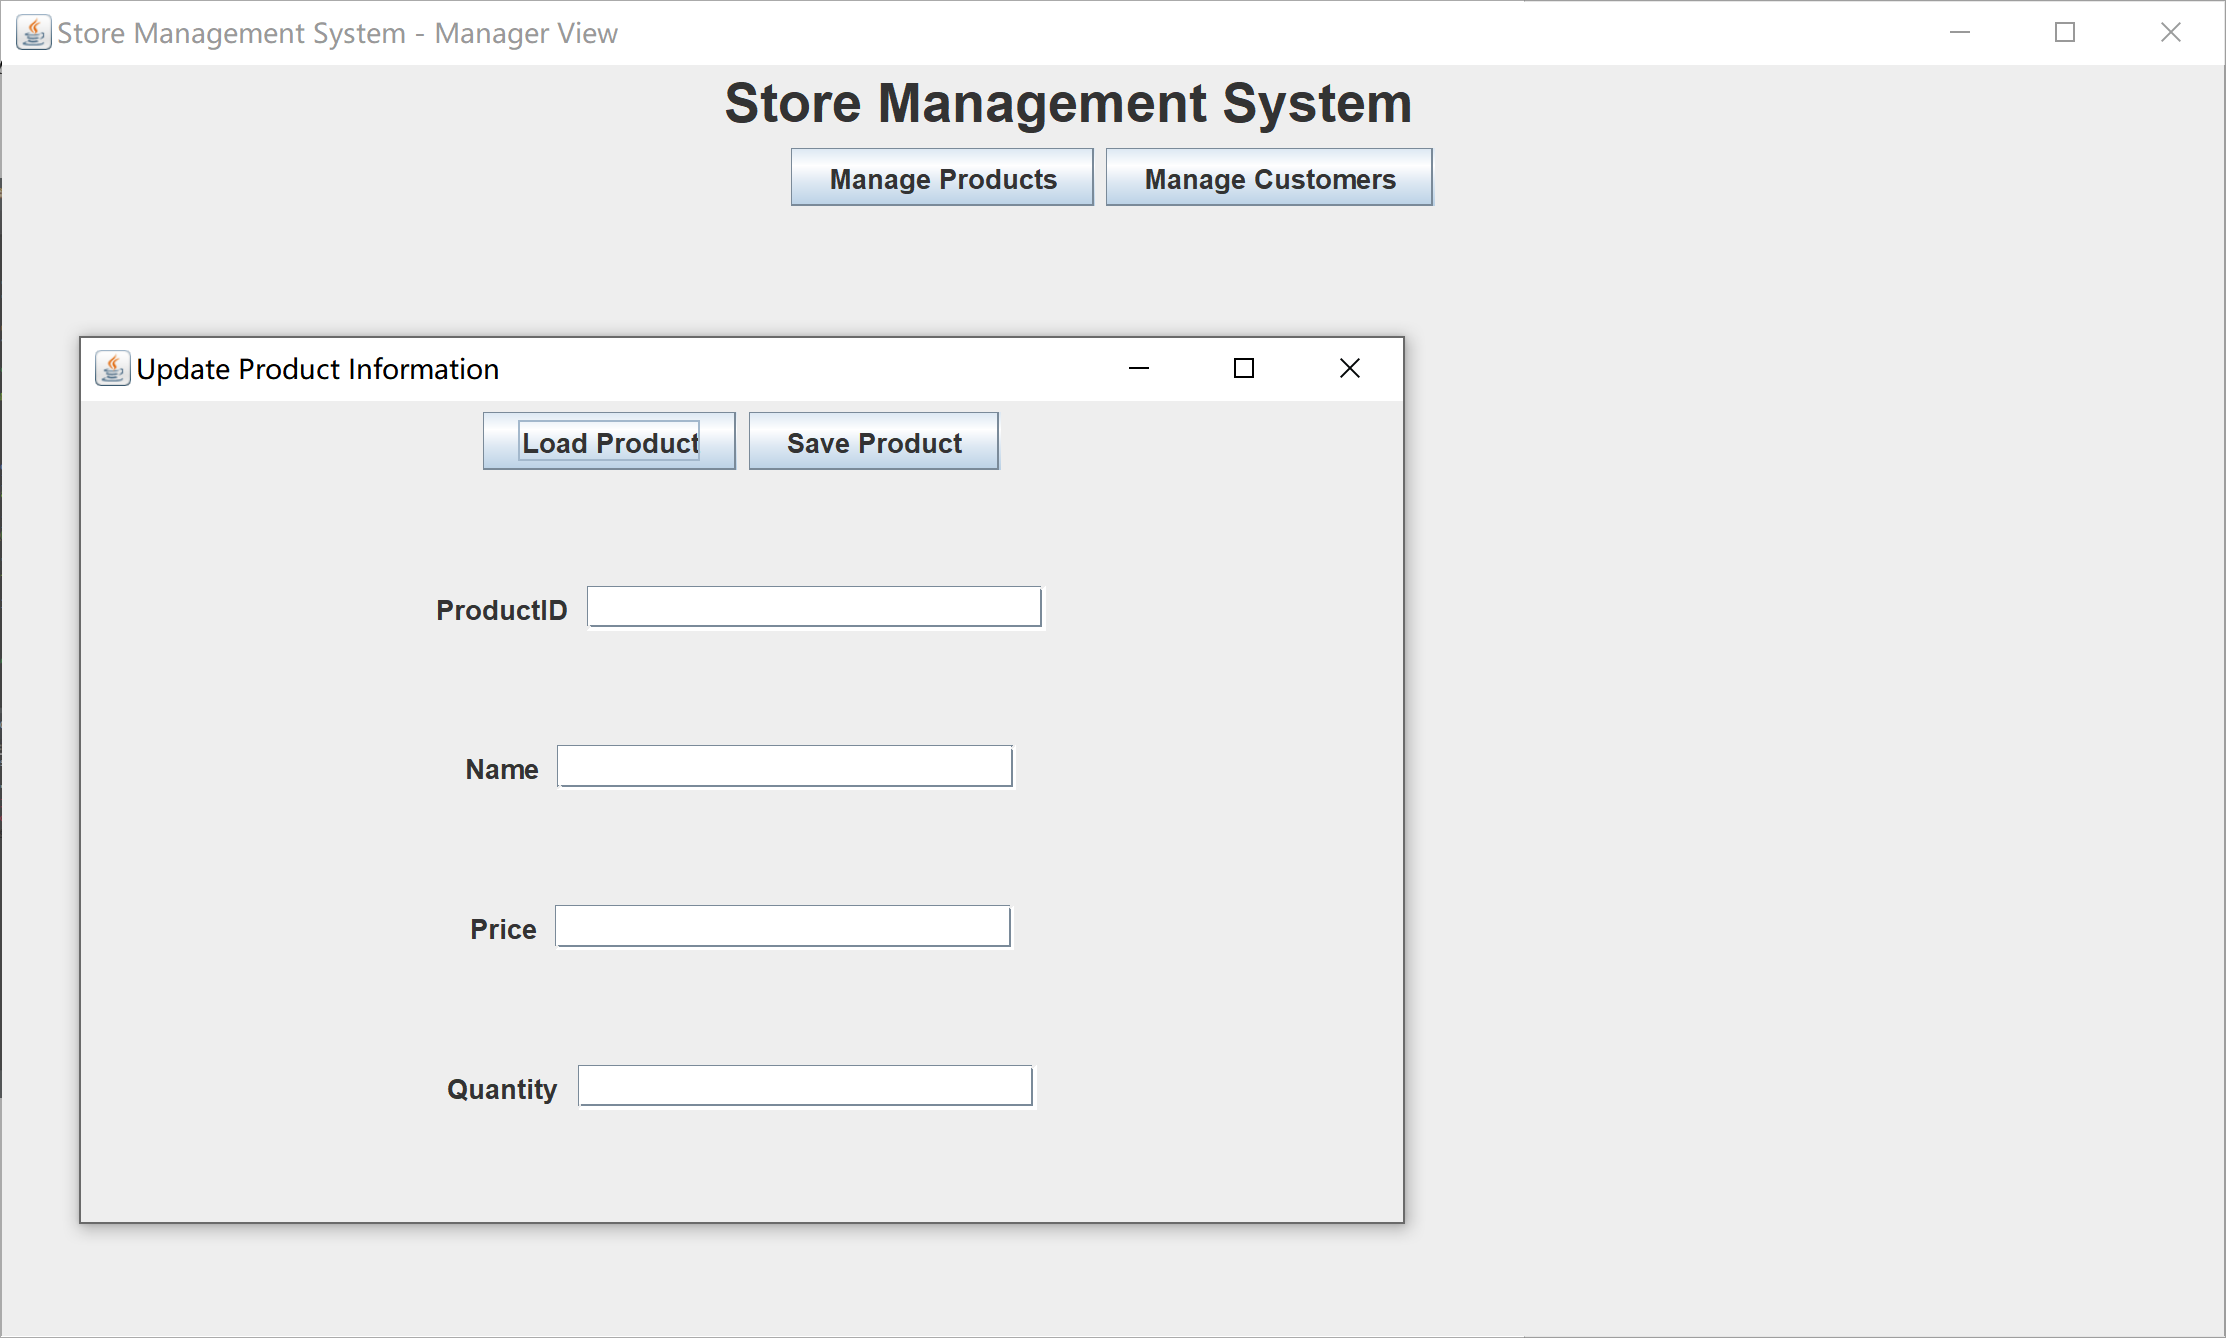 Store Management System - Manager View
Store Management System
Manage Products Manage Customers
Update Product Information
Load Product Save Product
ProductID
Name
Price
Quantity